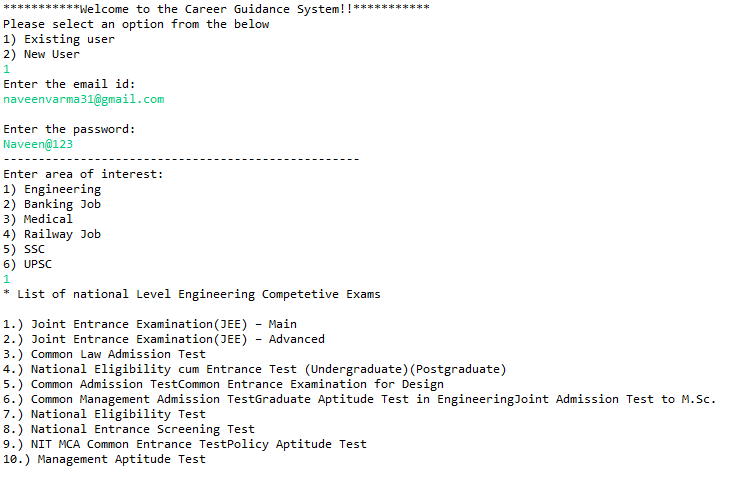 ***********Welcome to the Career Guidance System!!***********
Please select an option from the below
1) Existing user
2) New User
1
Enter the email id:
naveenvarma31@gmail.com
Enter the password:
Naveen@123
---------------------------------------------------
Enter area of interest:
1) Engineering
2) Banking Job
3) Medical
4) Railway Job
5) SSC
6) UPSC
1
* List of national Level Engineering Competetive Exams
1.) Joint Entrance Examination(JEE) – Main
2.) Joint Entrance Examination(JEE) – Advanced
3.) Common Law Admission Test
4.) National Eligibility cum Entrance Test (Undergraduate)(Postgraduate)
5.) Common Admission TestCommon Entrance Examination for Design
6.) Common Management Admission TestGraduate Aptitude Test in EngineeringJoint Admission Test to M.Sc.
7.) National Eligibility Test
8.) National Entrance Screening Test
9.) NIT MCA Common Entrance TestPolicy Aptitude Test
10.) Management Aptitude Test